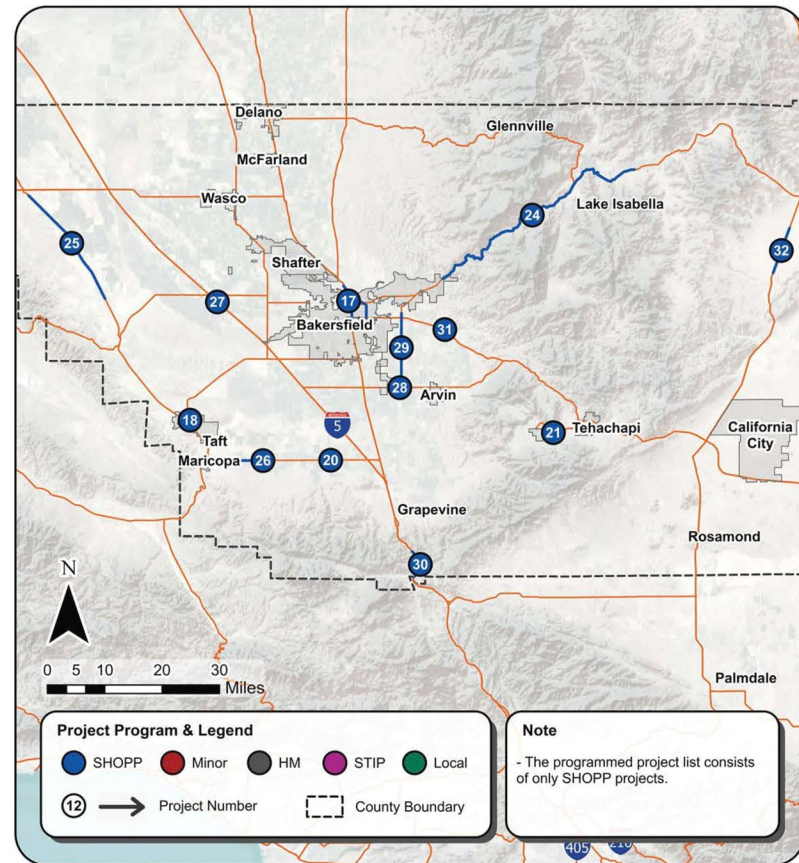 Delano
Glennville
McFarland
Wasco
Lake Isabella
24
25
32
Shafter
27
17
Bakersfield
31
29
28
Arvin
18
5
21
Tehachapi
California
City
Taft
Maricopa
26
20
Grapevine
Rosamond
30
N
0 5 10 20 30
Miles
Palmdale
Project Program & Legend
SHOPP
Minor
HM
STIP
Local
12
Project Number
County Boundary
Note
- The programmed project list consists
of only SHOPP projects.
405
210